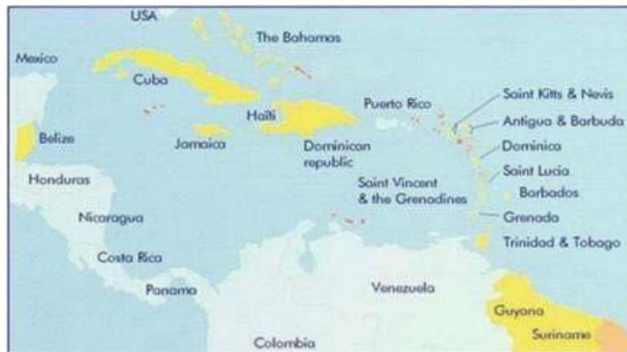 USA
The Bahamas
Mexico
Cuba
Haïti
Puerto Rico
Saint Kitts & Nevis
Antigua & Barbuda
Belize
Jamaica
Dominican
republic
Dominica
Saint Lucia
Honduras
Saint Vincent
& the Grenadines
Barbados
Nicaragua
Grenada
Trinidad & Tobago
Costa Rica
Panama
Venezuela
Guyana
Suriname
Colombia